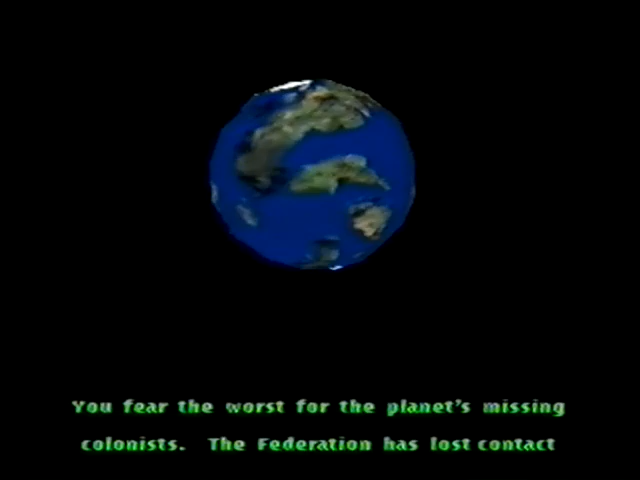 You fear the worst for the planet's missing
colonists. The Federation has lost contact